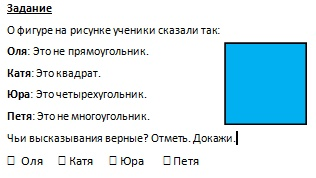 Задание
О фигуре на рисунке ученики сказали так:
Оля: Это не прямоугольник.
Катя: Это квадрат.
Юра: Это четырехугольник.
Петя: Это не многоугольник.
Чьи высказывания верные? Отметь. Докажи.
☐ Оля ☐ Катя ☐ Юра ☐ Петя